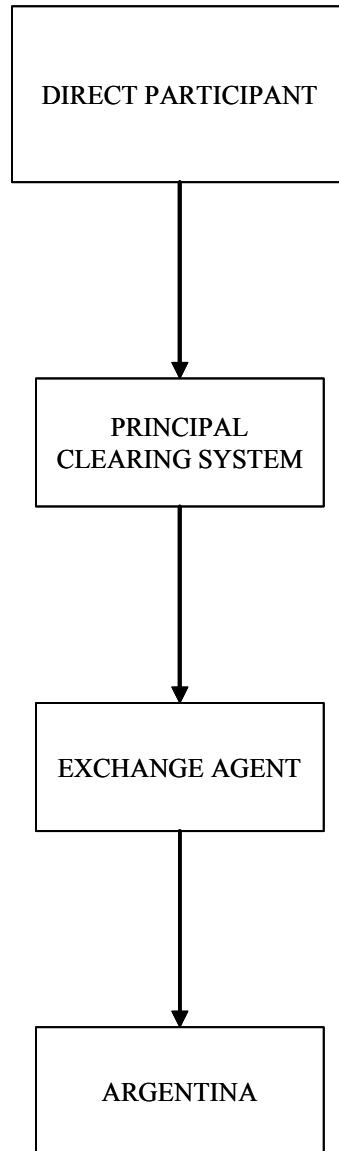 DIRECT PARTICIPANT
PRINCIPAL
CLEARING SYSTEM
EXCHANGE AGENT
ARGENTINA